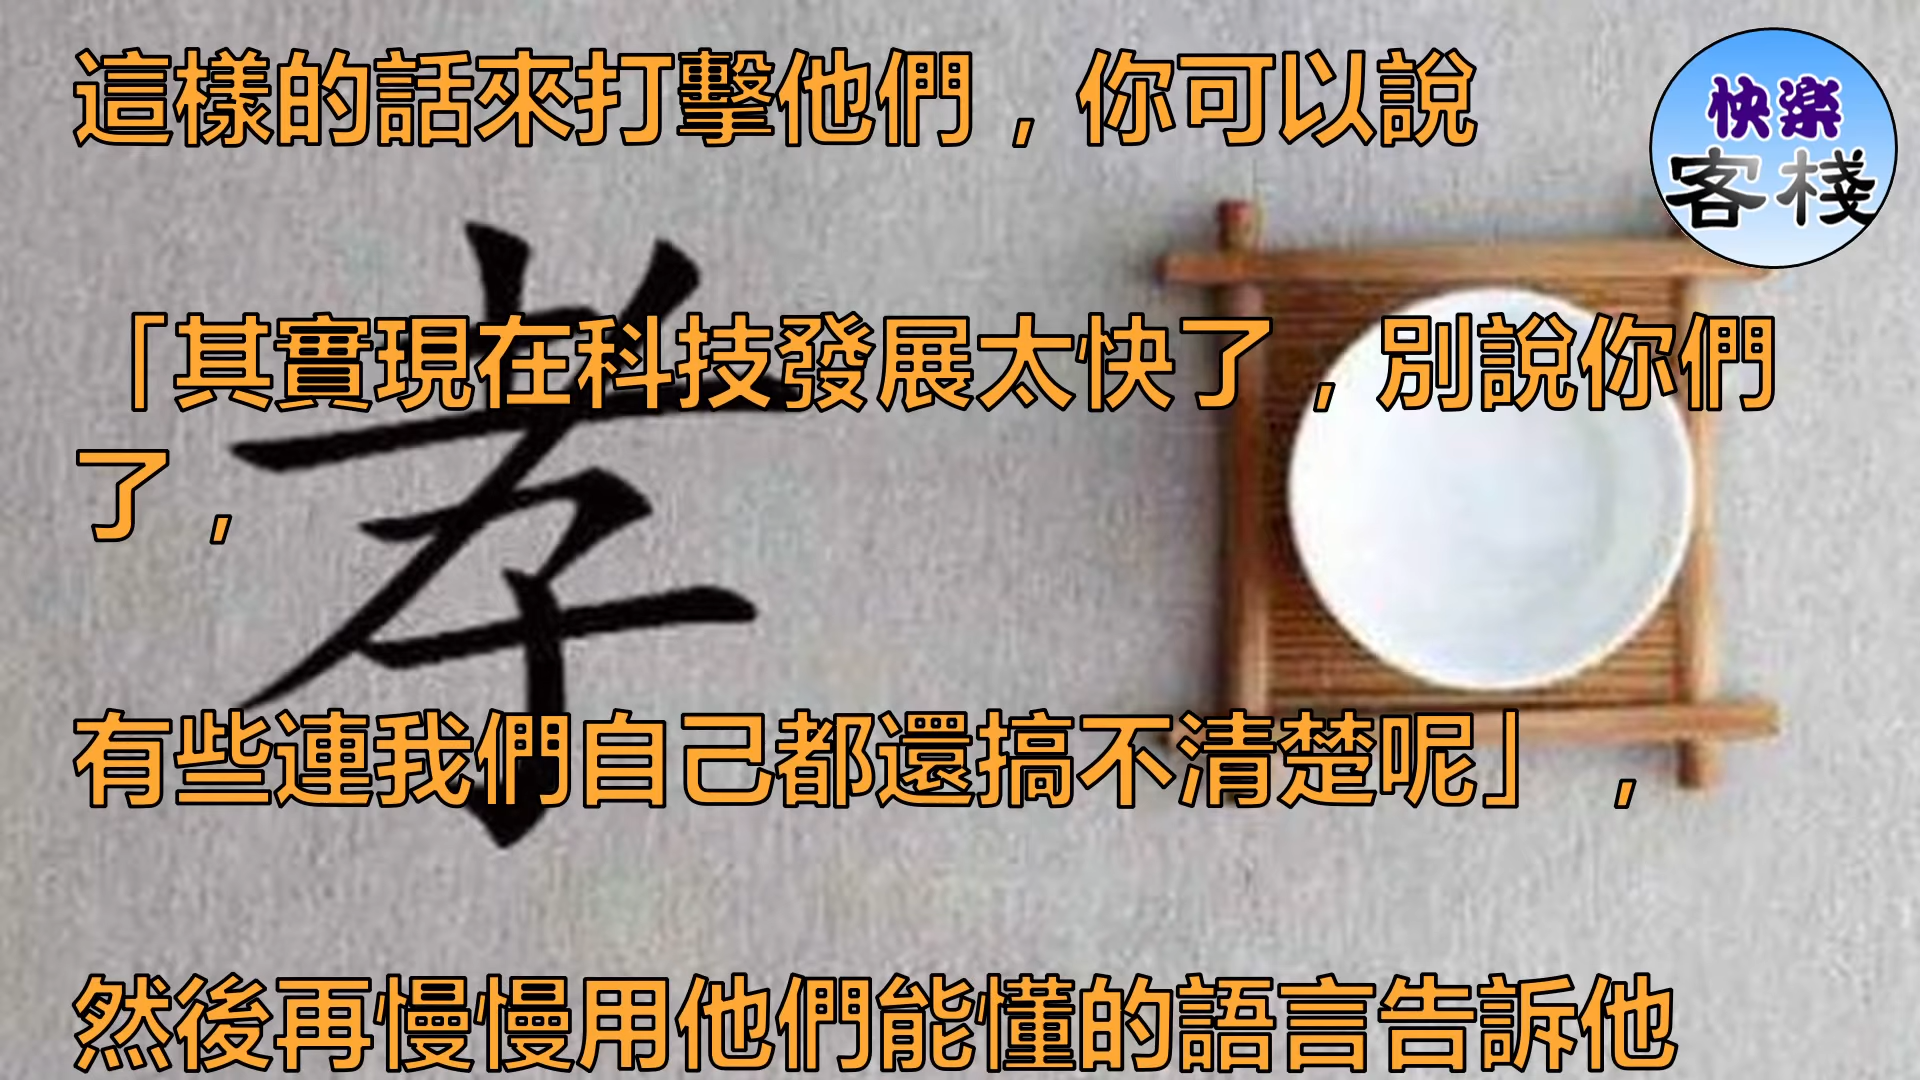 這樣的話來打擊他們，你可以說
快楽
客栈
「其實現在科技發展太快了，別說你們
了，
孝
有些連我們自己都還搞不清楚呢」，
然後再慢慢用他們能懂的語言告訴他